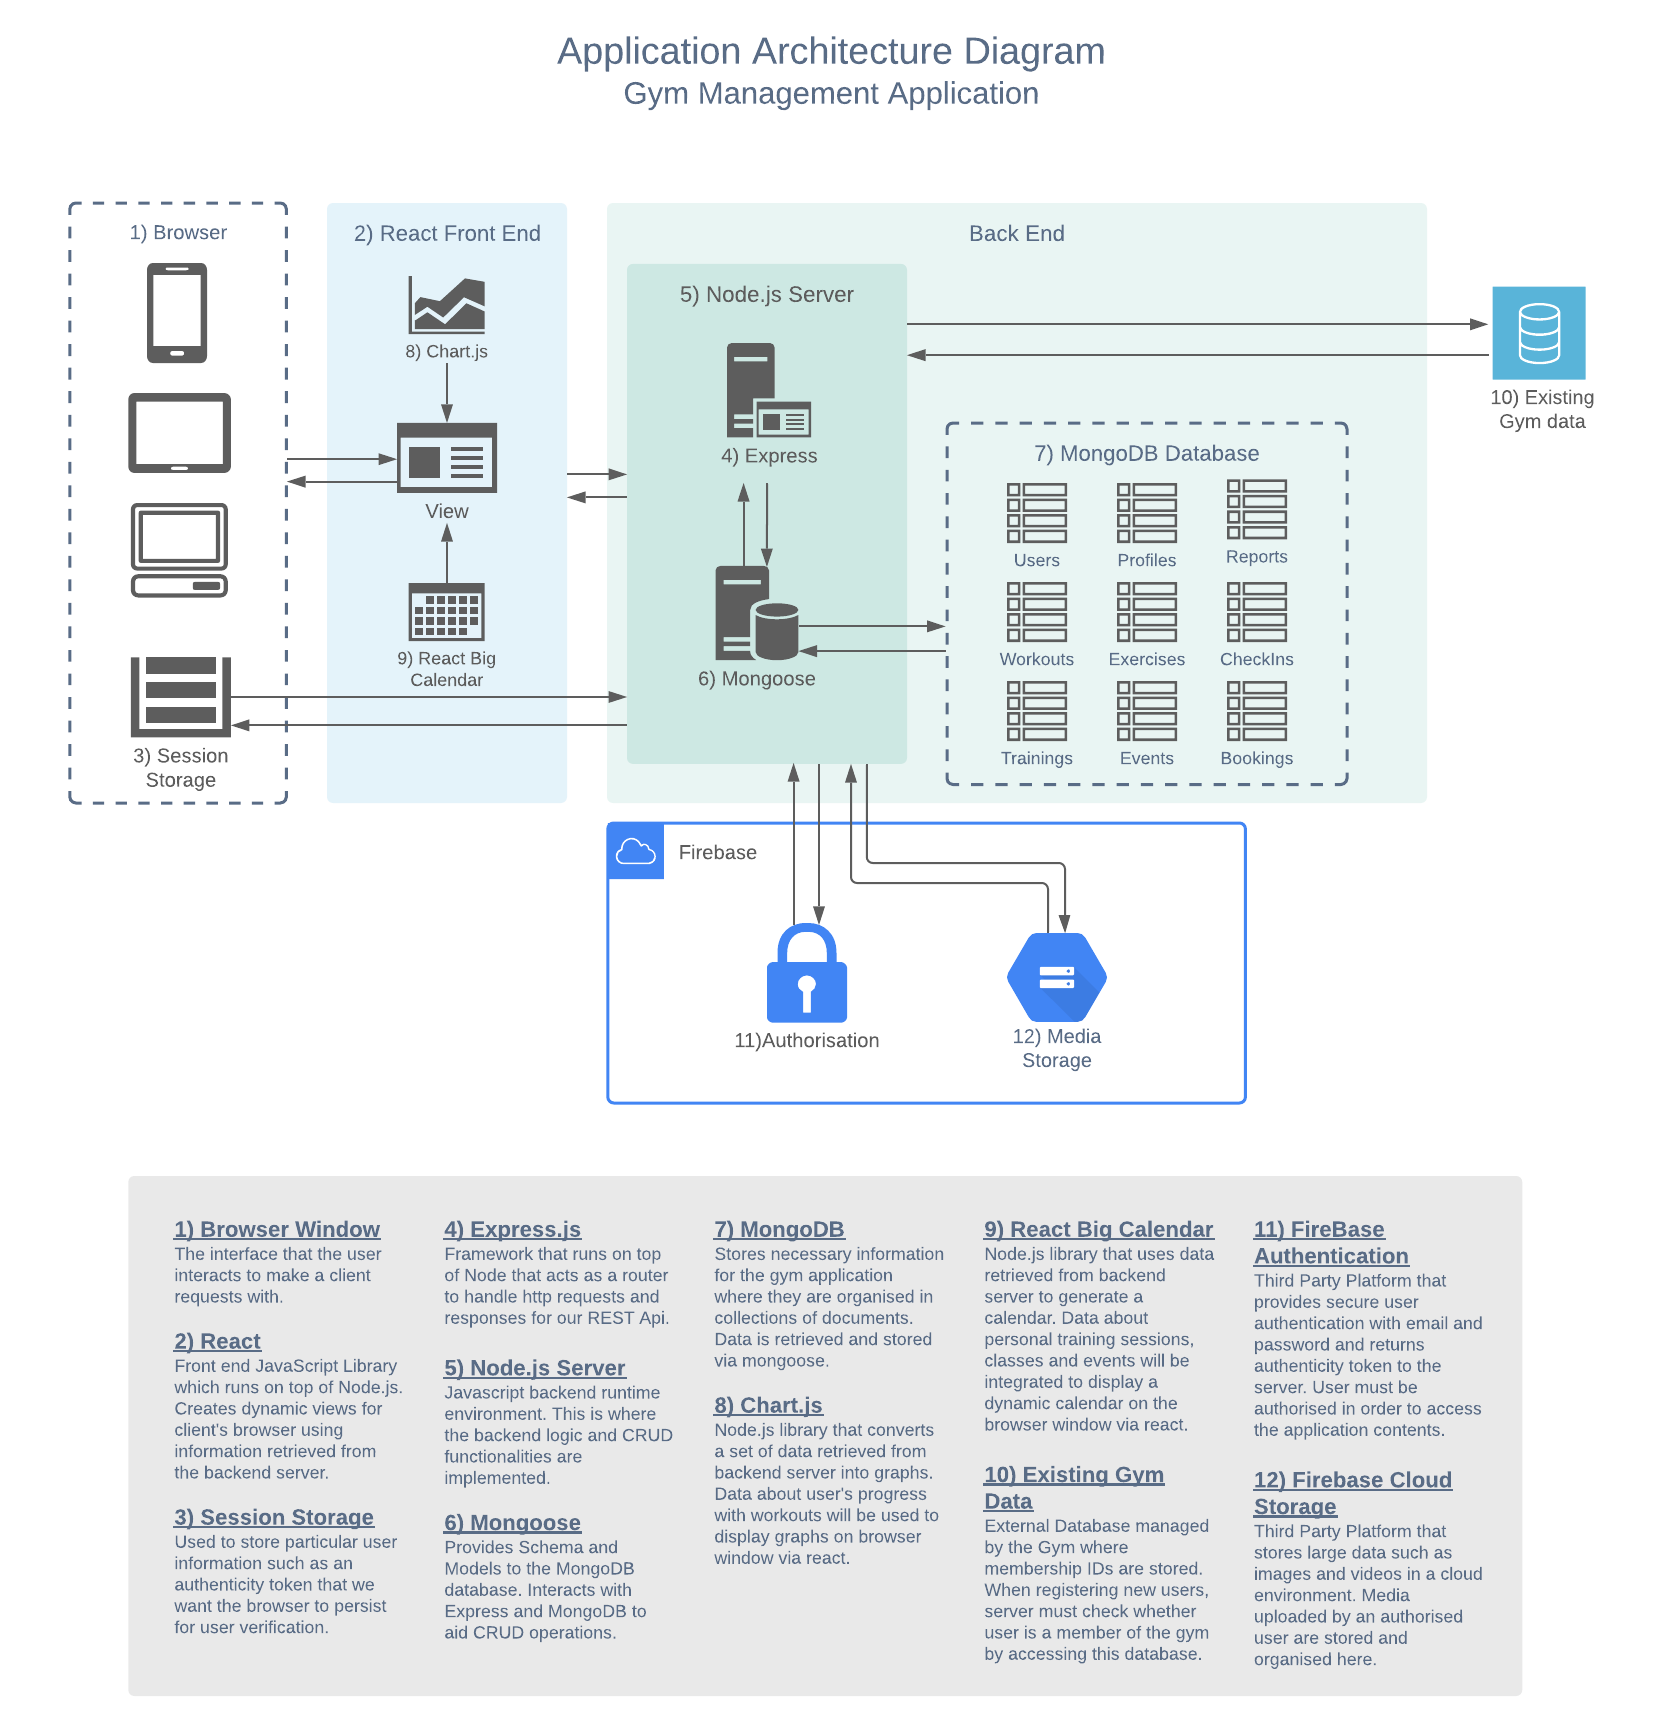 Application Architecture Diagram
Gym Management Application
1) Browser
3) Session
Storage
2) React Front End
8) Chart.js
View
9) React Big
Calendar
Back End
5) Node.js Server
4) Express
6) Mongoose
7) MongoDB Database
Users
Profiles
Reports
Workouts
Exercises
CheckIns
Trainings
Events
Bookings
10) Existing
Gym data
Firebase
11)Authorisation
12) Media
Storage
1) Browser Window
The interface that the user
interacts to make a client
requests with.
2) React
Front end JavaScript Library
which runs on top of Node.js.
Creates dynamic views for
client's browser using
information retrieved from
the backend server.
3) Session Storage
Used to store particular user
information such as an
authenticity token that we
want the browser to persist
for user verification.
4) Express.js
Framework that runs on top
of Node that acts as a router
to handle http requests and
responses for our REST Api.
5) Node.js Server
Javascript backend runtime
environment. This is where
the backend logic and CRUD
functionalities are
implemented.
6) Mongoose
Provides Schema and
Models to the MongoDB
database. Interacts with
Express and MongoDB to
aid CRUD operations.
7) MongoDB
Stores necessary information
for the gym application
where they are organised in
collections of documents.
Data is retrieved and stored
via mongoose.
8) Chart.js
Node.js library that converts
a set of data retrieved from
backend server into graphs.
Data about user's progress
with workouts will be used to
display graphs on browser
window via react.
9) React Big Calendar
Node.js library that uses data
retrieved from backend
server to generate a
calendar. Data about
personal training sessions,
classes and events will be
integrated to display a
dynamic calendar on the
browser window via react.
10) Existing Gym
Data
External Database managed
by the Gym where
membership IDs are stored.
When registering new users,
server must check whether
user is a member of the gym
by accessing this database.
11) FireBase
Authentication
Third Party Platform that
provides secure user
authentication with email and
password and returns
authenticity token to the
server. User must be
authorised in order to access
the application contents.
12) Firebase Cloud
Storage
Third Party Platform that
stores large data such as
images and videos in a cloud
environment. Media
uploaded by an authorised
user are stored and
organised here.